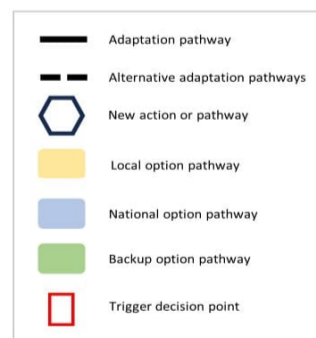 Adaptation pathway
Alternative adaptation pathways
New action or pathway
Local option pathway
National option pathway
Backup option pathway
Trigger decision point